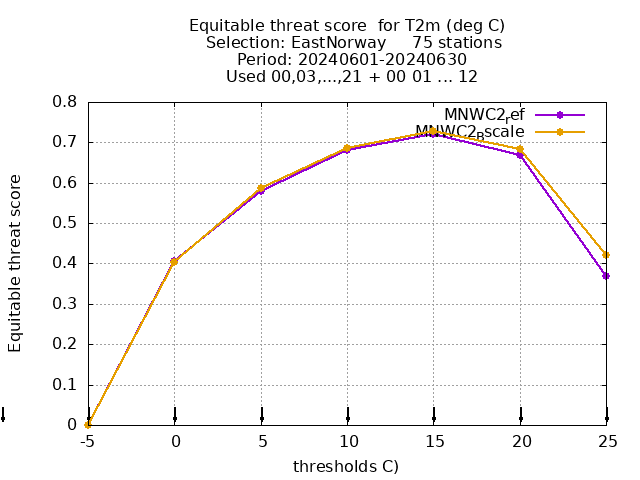 Equitable threat score  for T2m (deg C)
Selection: EastNorway     75 stations
Period: 20240601-20240630
Used 00,03,...,21 + 00 01 ... 12
MNWC2ref
MNWC2Bscale
Equitable threat score
0.8
0.7
0.6
0.5
0.4
0.3
0.2
0.1
0
-5 0 5 10 15 20 25
thresholds C)